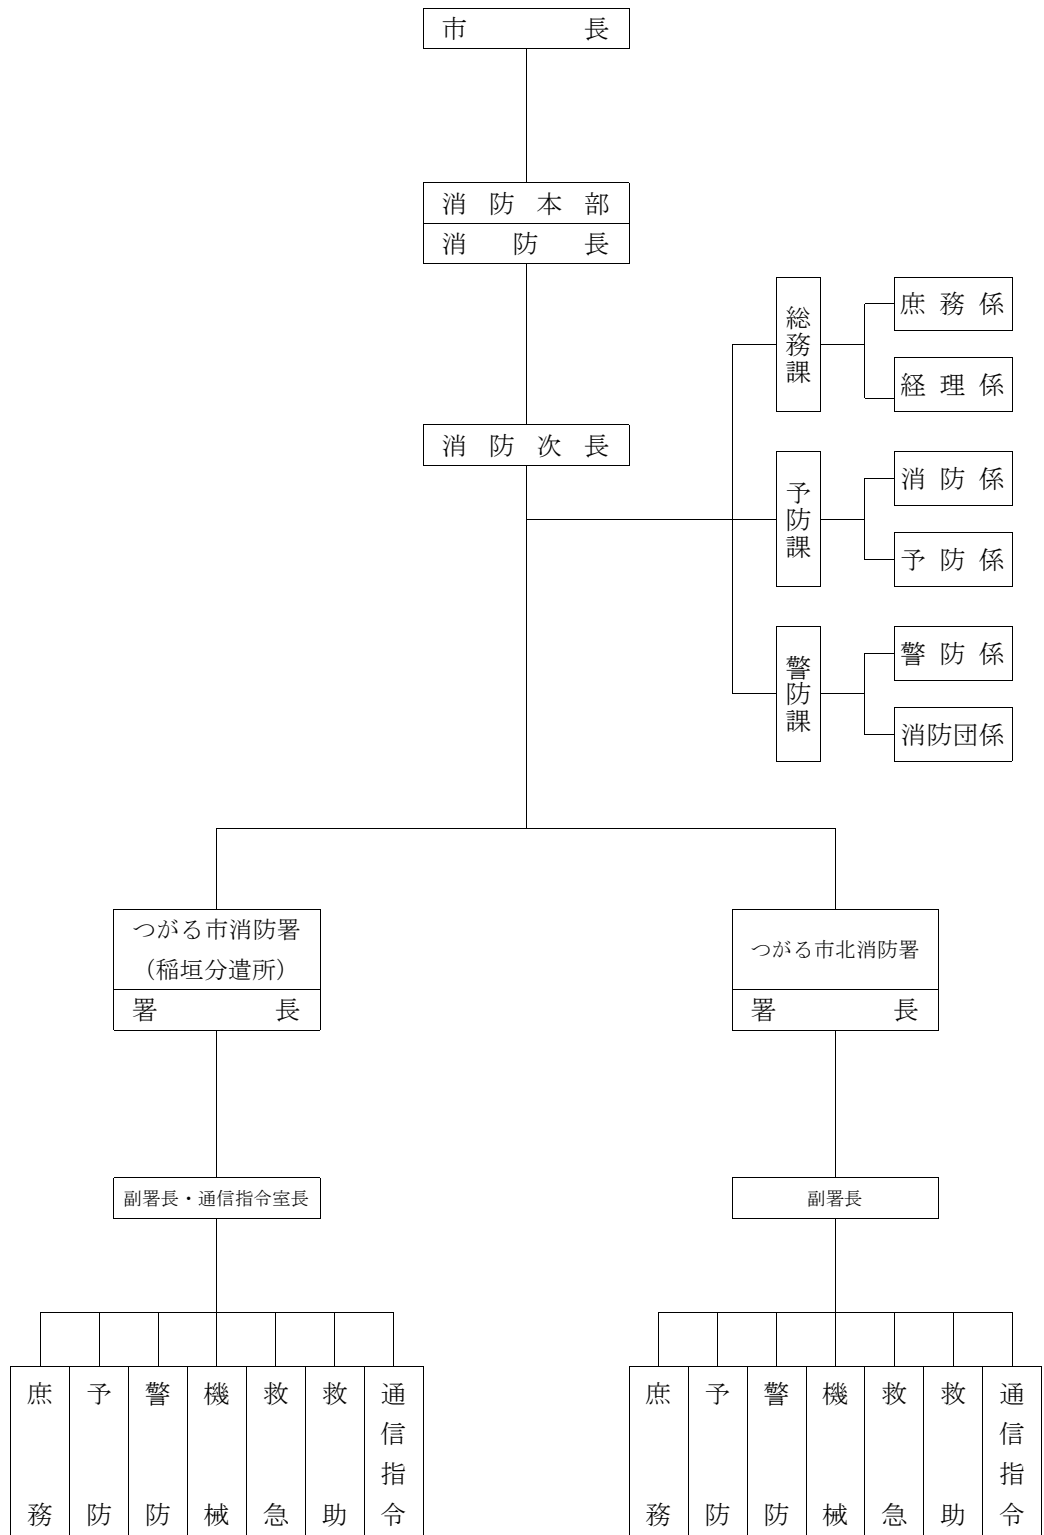 市長
消防本部
消防長
総務課
庶務係
経理係
消防次長
予防課
消防係
予防係
警防課
警防係
消防団係
つがる市消防署
（稲垣分遣所）
署長
つがる市北消防署
署長
副署長・通信指令室長
副署長
庶務
予防
警防
機械
救急
救助
通信指令
庶務
予防
警防
機械
救急
救助
通信指令